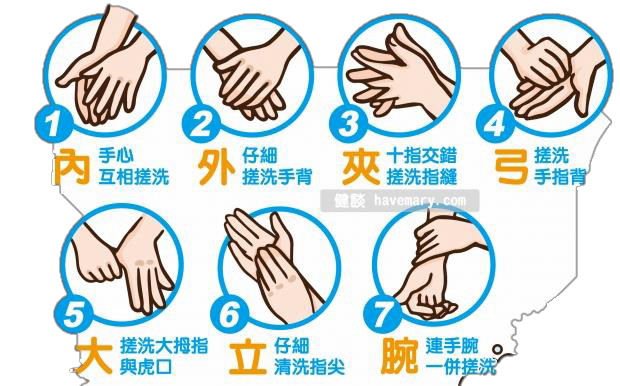 1
內 手心
互相搓洗
2
外 仔細
搓洗手背
3
夾 十指交錯
搓洗指縫
4
弓 搓洗
手指背
健談 havemary.com
5
大 搓洗大拇指
與虎口
6
立 仔細
清洗指尖
7
腕 連手腕
一併搓洗